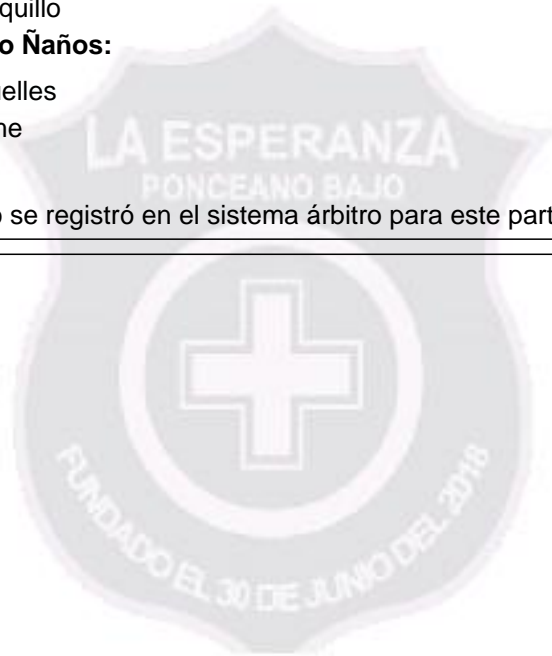 quillo
o Ñaños:
uelles
ne
LA ESPERANZA
PONCEANO BAJO
o se registró en el sistema árbitro para este part
FUNDADO EL 30 DE JUNIO DEL 2018